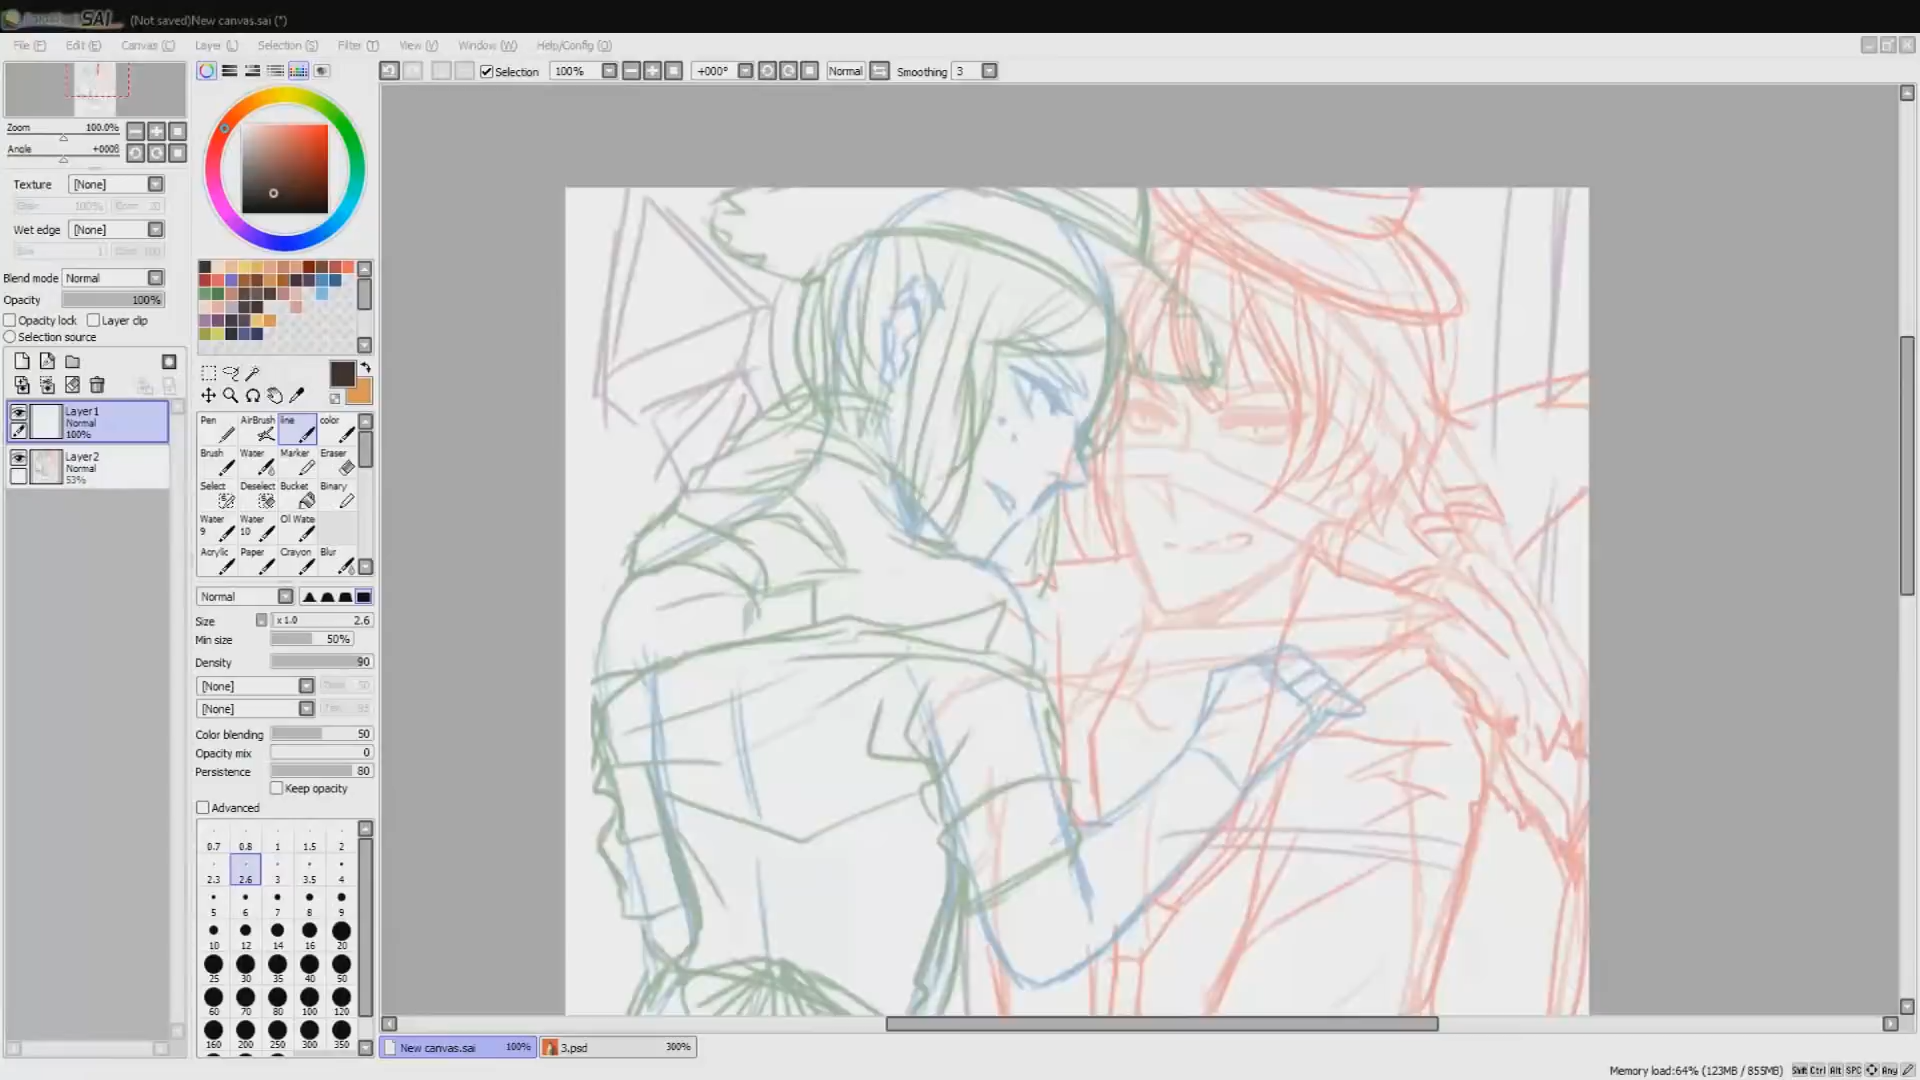 SAI (Not saved)New canvas.sai (*)
File (F) Edit (E) Canvas (C) Layer (L) Selection (S) Filter (T) View (V) Window (W) Help/Config (O)
Selection 100% +000° Normal Smoothing 3
Zoom 100.0%
Angle +000
Texture [None]
100%
Wet edge [None]
Blend mode Normal
Opacity 100%
Opacity lock Layer clip
Selection source
Layer1
Normal
100%
Layer2
Normal
53%
Pen AirBrush line color
Brush Water Marker Eraser
Select Deselect Bucket Binary
Water 9 Water 10 Oil Wate
Acrylic Paper Crayon Blur
Normal
Size x 1.0 2.6
Min size 50%
Density 90
[None]
[None]
Color blending 50
Opacity mix 0
Persistence 80
Keep opacity
Advanced
0.7 0.8 1 1.5 2
2.3 2.6 3 3.5 4
5 6 7 8 9
10 12 14 16 20
25 30 35 40 50
60 70 80 100 120
160 200 250 300 350
New canvas.sai 100% 3.psd 300%
Memory load:64% (123MB / 855MB) Shift Ctrl Alt SPC Any